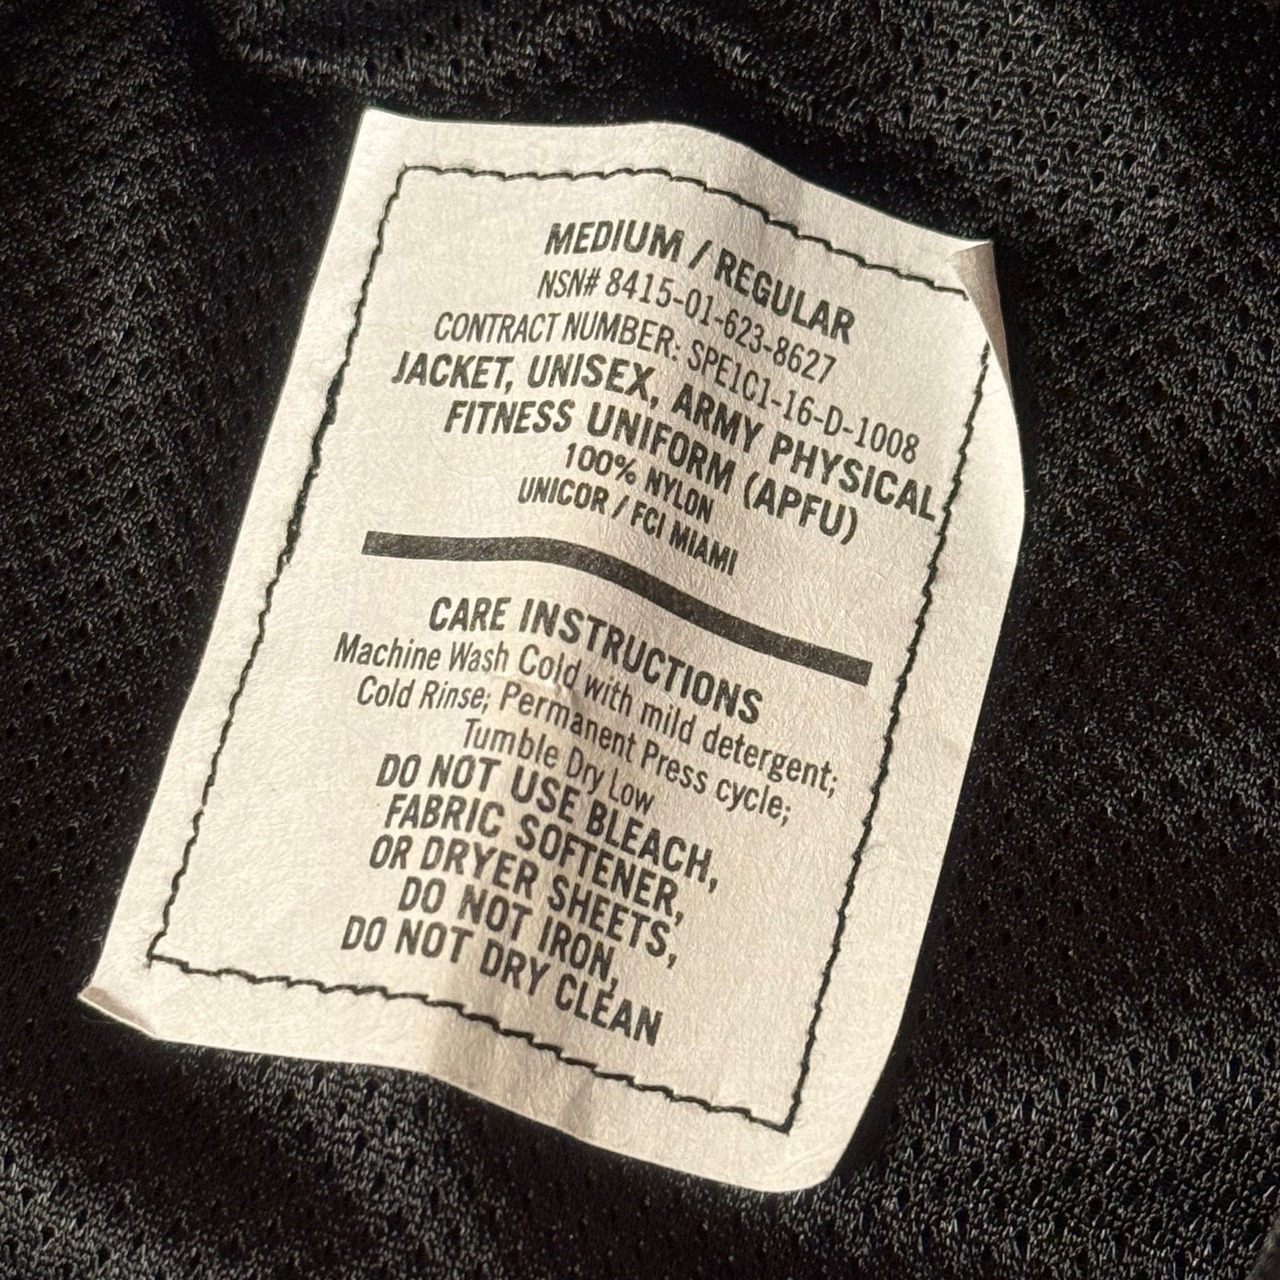 MEDIUM / REGULAR
NSN# 8415-01-623-8627
CONTRACT NUMBER: SPE1C1-16-D-1008
JACKET, UNISEX, ARMY PHYSICAL
FITNESS UNIFORM (APFU)
100% NYLON
UNICOR / FCI MIAMI
CARE INSTRUCTIONS
Machine Wash Cold with mild detergent;
Cold Rinse; Permanent Press cycle;
Tumble Dry Low
DO NOT USE BLEACH,
FABRIC SOFTENER,
OR DRYER SHEETS,
DO NOT IRON,
DO NOT DRY CLEAN